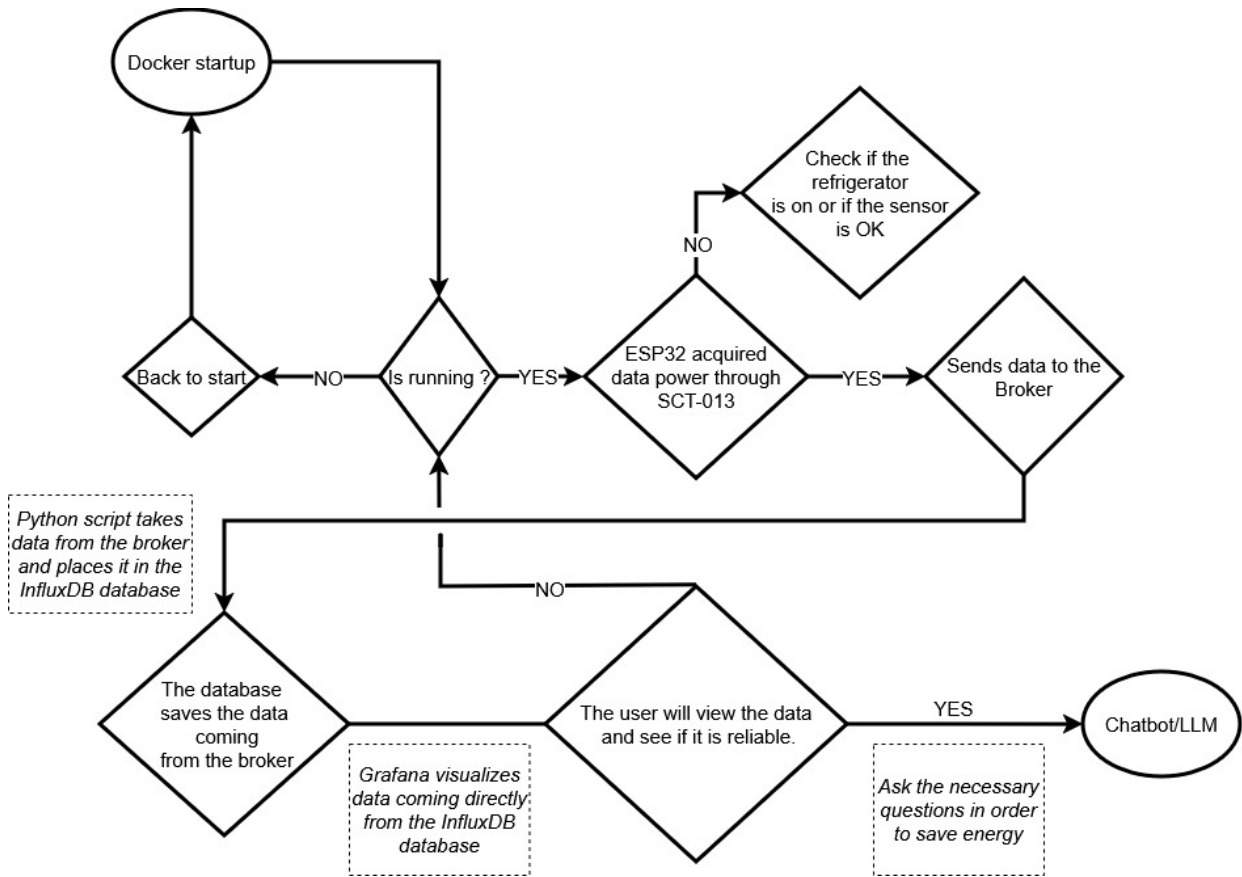 Docker startup
Check if the
refrigerator
is on or if the sensor
is OK
NO
Back to start
NO
Is running ?
YES
ESP32 acquired
data power through
SCT-013
YES
Sends data to the
Broker
Python script takes
data from the broker
and places it in the
InfluxDB database
NO
The database
saves the data
coming
from the broker
Grafana visualizes
data coming directly
from the InfluxDB
database
The user will view the data
and see if it is reliable.
YES
Ask the necessary
questions in order
to save energy
Chatbot/LLM